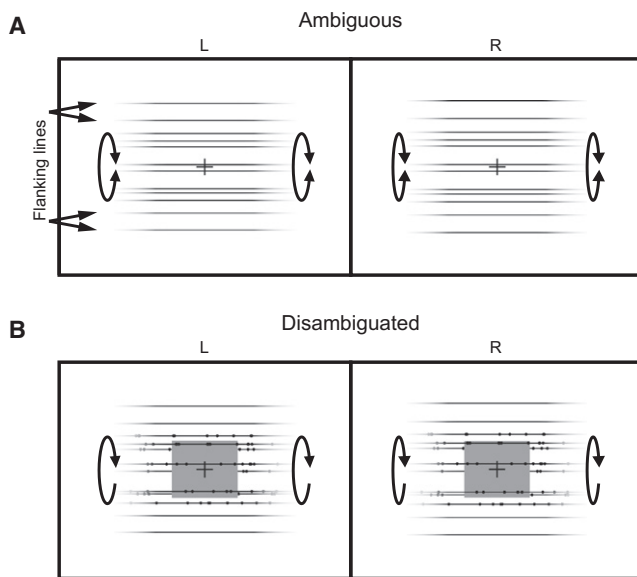 A
Ambiguous
L R
Flanking lines
B
Disambiguated
L R